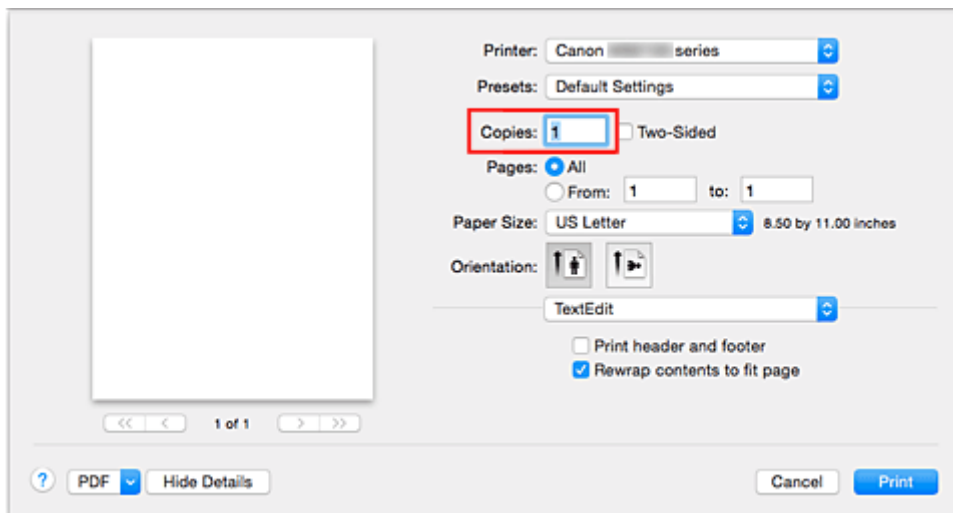 Printer: Canon series
Presets: Default Settings
Copies: 1 Two-Sided
Pages: All
From: 1 to: 1
Paper Size: US Letter 8.50 by 11.00 inches
Orientation:
TextEdit
Print header and footer
Rewrap contents to fit page
<< < 1 of 1 > >>
? PDF Hide Details Cancel Print